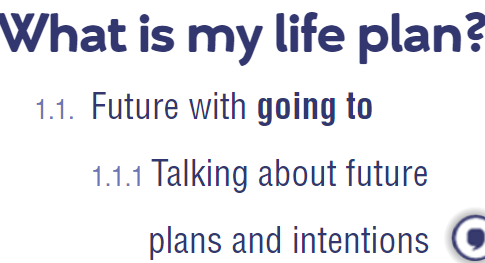 What is my life plan?
1.1. Future with going to
1.1.1 Talking about future
plans and intentions